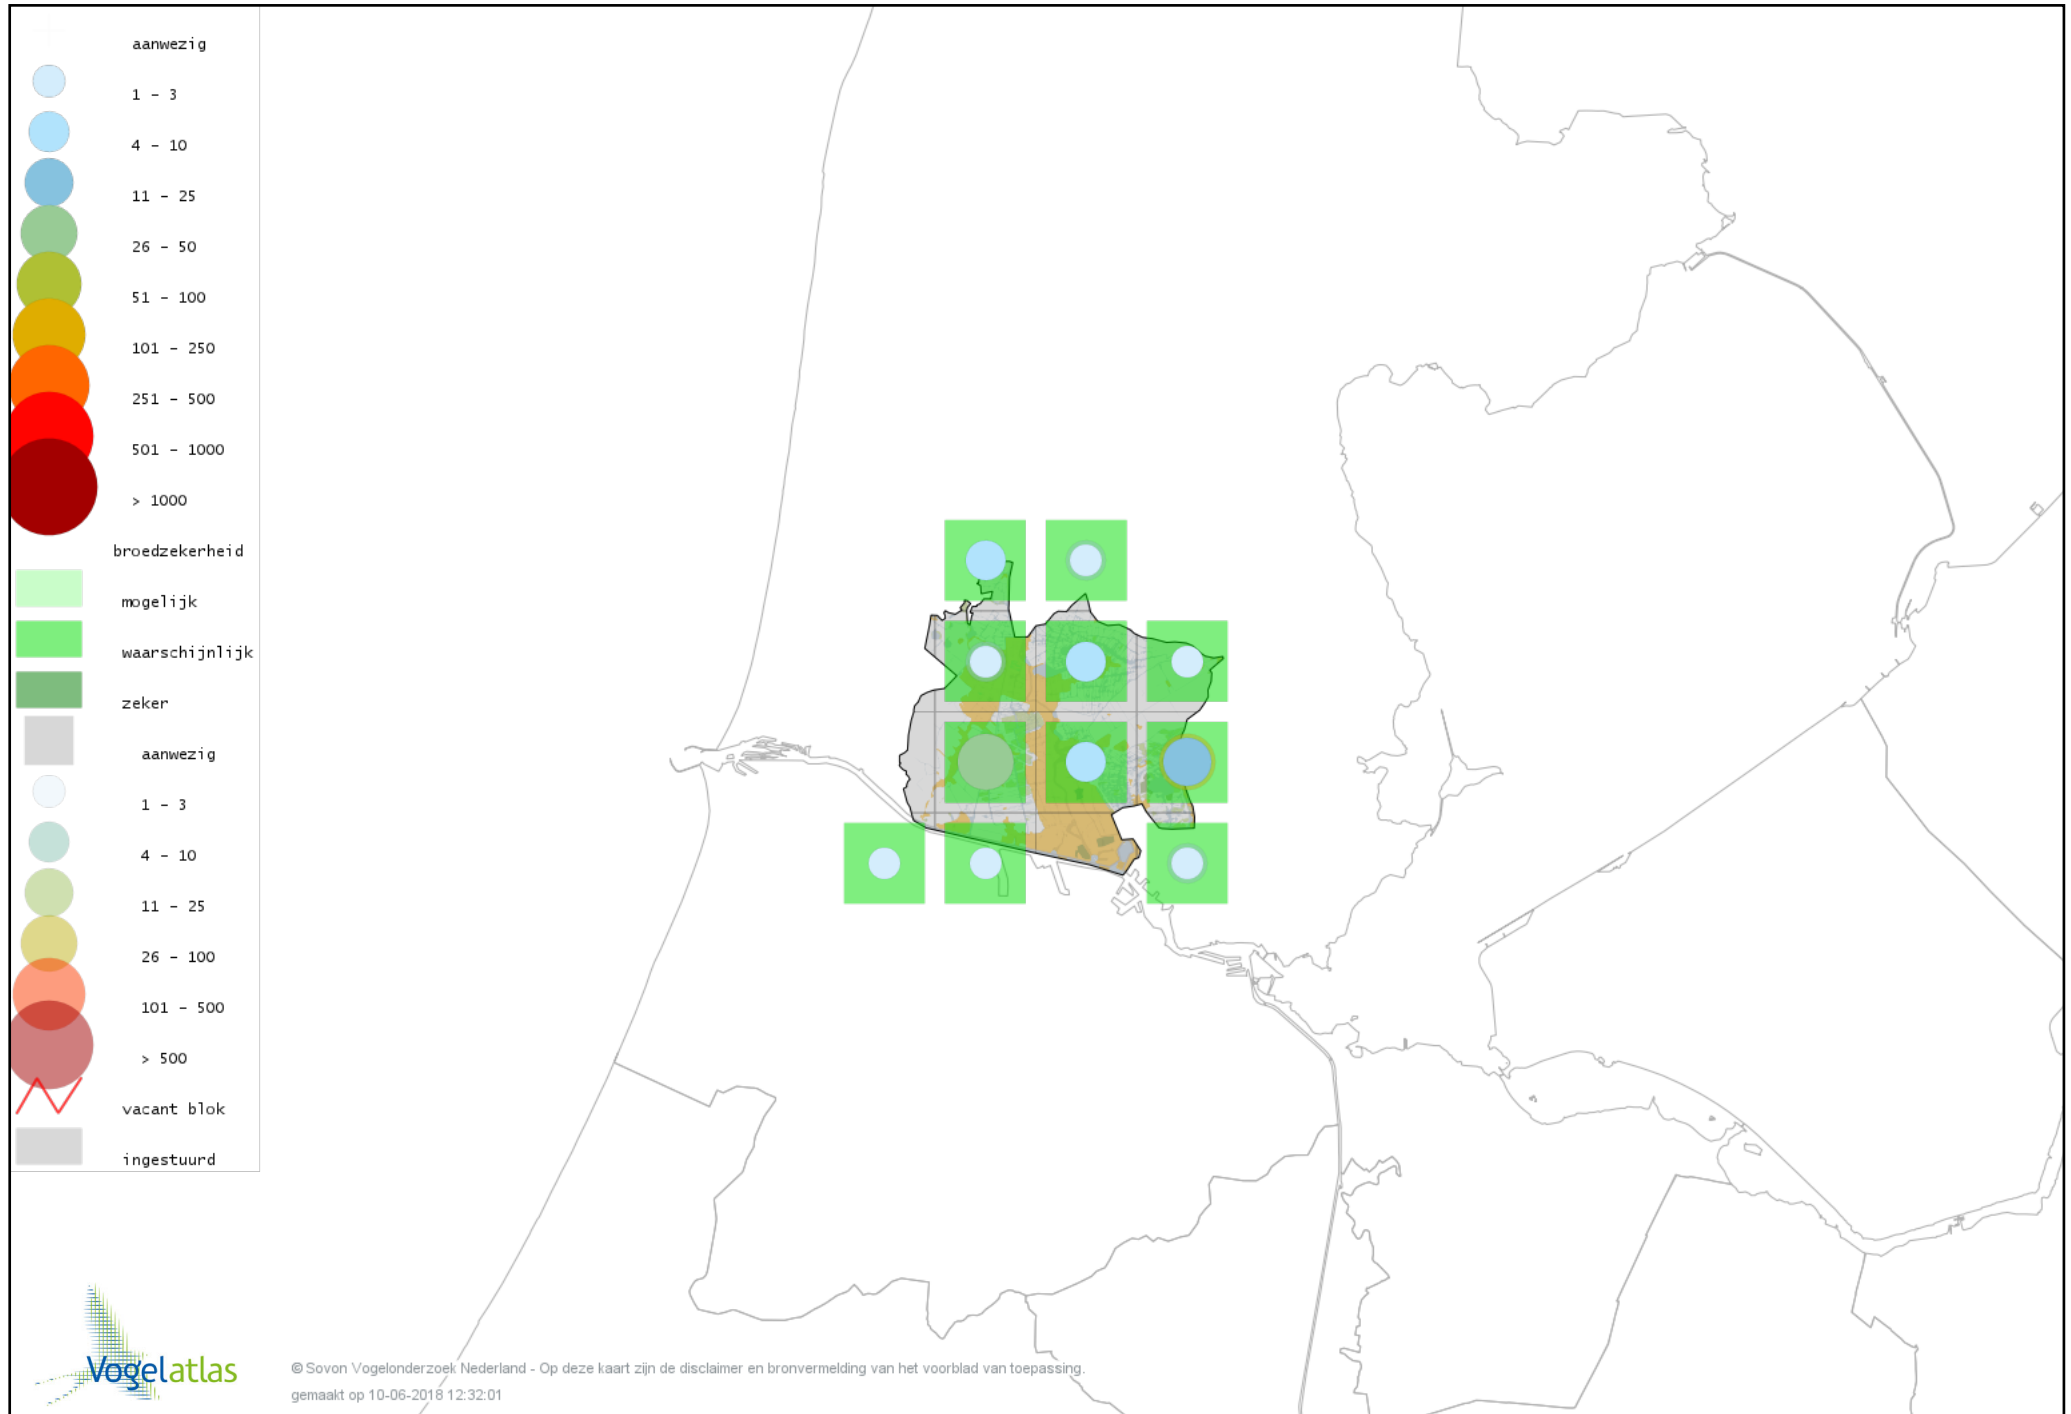 aanwezig
1 - 3
4 - 10
11 - 25
26 - 50
51 - 100
101 - 250
251 - 500
501 - 1000
> 1000
broedzekerheid
mogelijk
waarschijnlijk
zeker
aanwezig
1 - 3
4 - 10
11 - 25
26 - 100
101 - 500
> 500
vacant blok
ingestuurd
Vogelatlas
© Sovon Vogelonderzoek Nederland - Op deze kaart zijn de disclaimer en bronvermelding van het voorblad van toepassing.
gemaakt op 10-06-2018 12:32:01